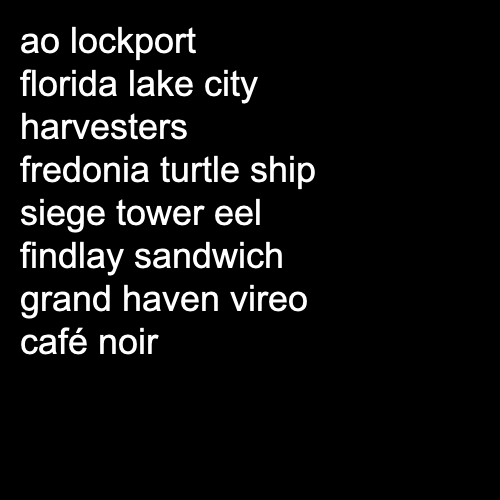 ao lockport
florida lake city
harvesters
fredonia turtle ship
siege tower eel
findlay sandwich
grand haven vireo
café noir